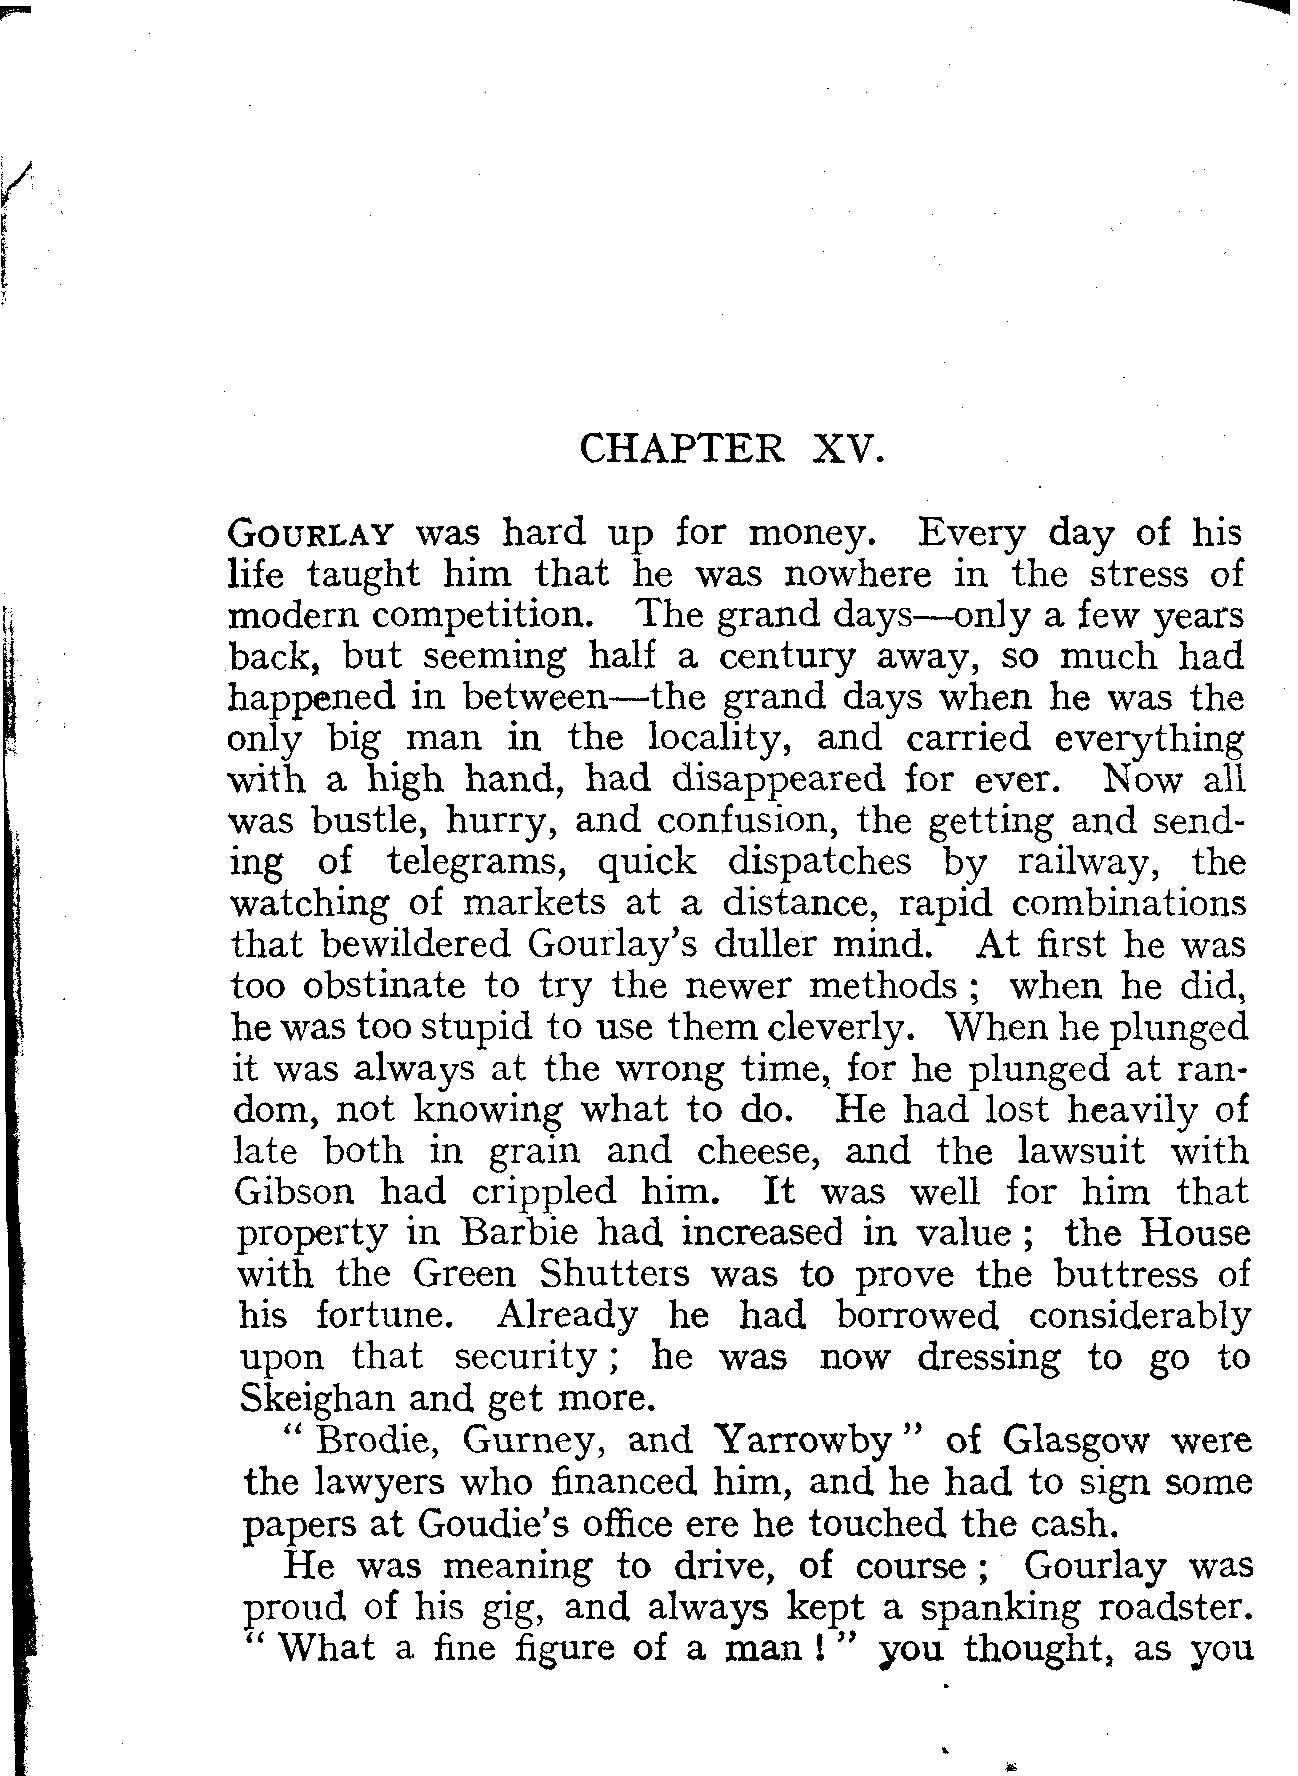 CHAPTER XV.
GOURLAY was hard up for money. Every day of his
life taught him that he was nowhere in the stress of
modern competition. The grand days—only a few years
back, but seeming half a century away, so much had
happened in between—the grand days when he was the
only big man in the locality, and carried everything
with a high hand, had disappeared for ever. Now all
was bustle, hurry, and confusion, the getting and send-
ing of telegrams, quick dispatches by railway, the
watching of markets at a distance, rapid combinations
that bewildered Gourlay's duller mind. At first he was
too obstinate to try the newer methods ; when he did,
he was too stupid to use them cleverly. When he plunged
it was always at the wrong time, for he plunged at ran-
dom, not knowing what to do. He had lost heavily of
late both in grain and cheese, and the lawsuit with
Gibson had crippled him. It was well for him that
property in Barbie had increased in value ; the House
with the Green Shutters was to prove the buttress of
his fortune. Already he had borrowed considerably
upon that security ; he was now dressing to go to
Skeighan and get more.
" Brodie, Gurney, and Yarrowby " of Glasgow were
the lawyers who financed him, and he had to sign some
papers at Goudie's office ere he touched the cash.
He was meaning to drive, of course ; Gourlay was
proud of his gig, and always kept a spanking roadster.
" What a fine figure of a man ! " you thought, as you